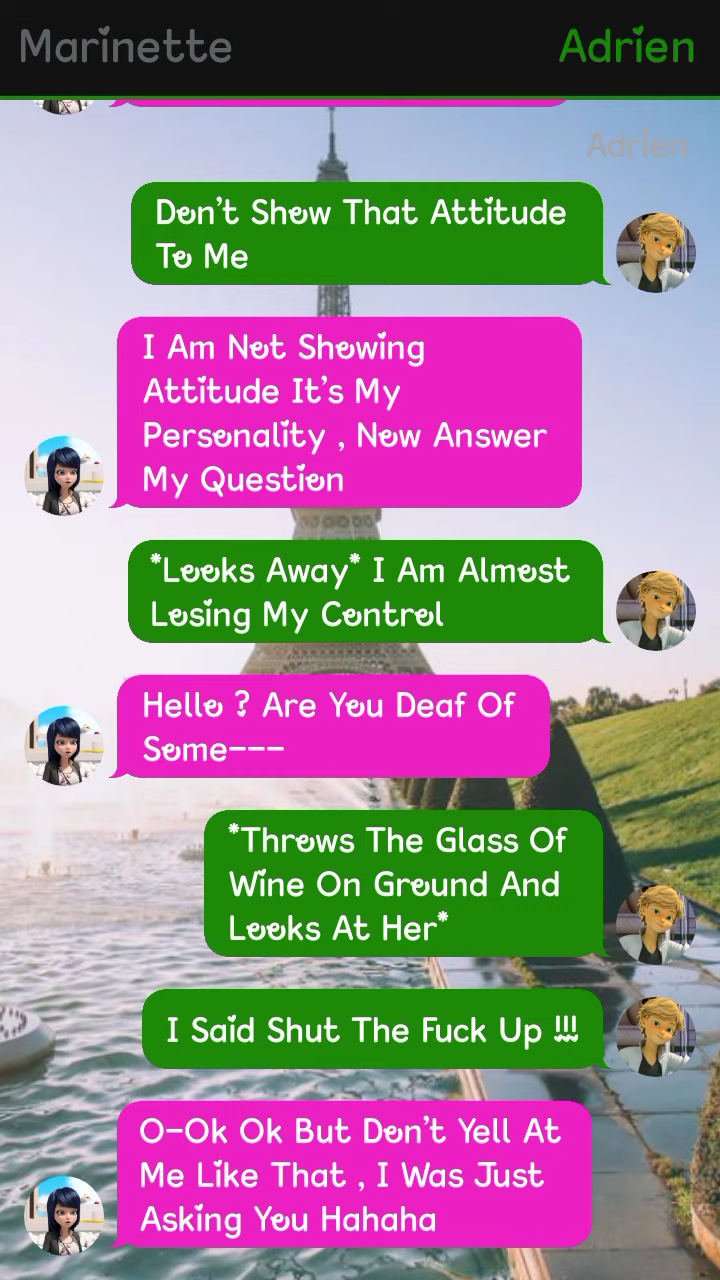 Marinette
Adrien
Adrien
Don't Show That Attitude
To Me
I Am Not Showing
Attitude It's My
Personality , Now Answer
My Question
*Looks Away* I Am Almost
Losing My Control
Hello ? Are You Deaf Of
Some---
*Throws The Glass Of
Wine On Ground And
Looks At Her*
I Said Shut The Fuck Up !!!
O-Ok Ok But Don't Yell At
Me Like That , I Was Just
Asking You Hahaha